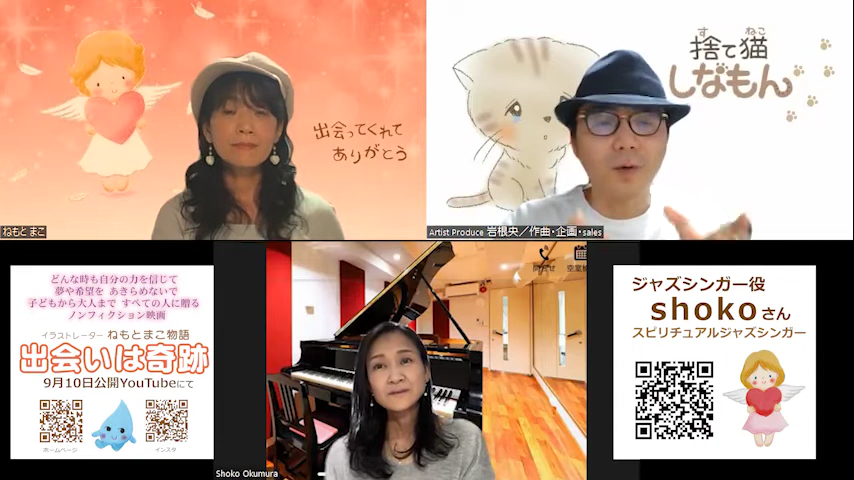 出会ってくれて
ありがとう
ねもと まこ
すてねこ
捨て猫
しなもん
Artist Produce 岩根央／作曲・企画・sales
どんな時も自分の力を信じて
夢や希望を あきらめないで
子どもから大人まで すべての人に贈る
ノンフィクション映画
イラストレーター ねもとまこ物語
出会いは奇跡
9月10日公開YouTubeにて
ホームページ
インスタ
Shoko Okumura
ジャズシンガー役
shokoさん
スピリチュアルジャズシンガー